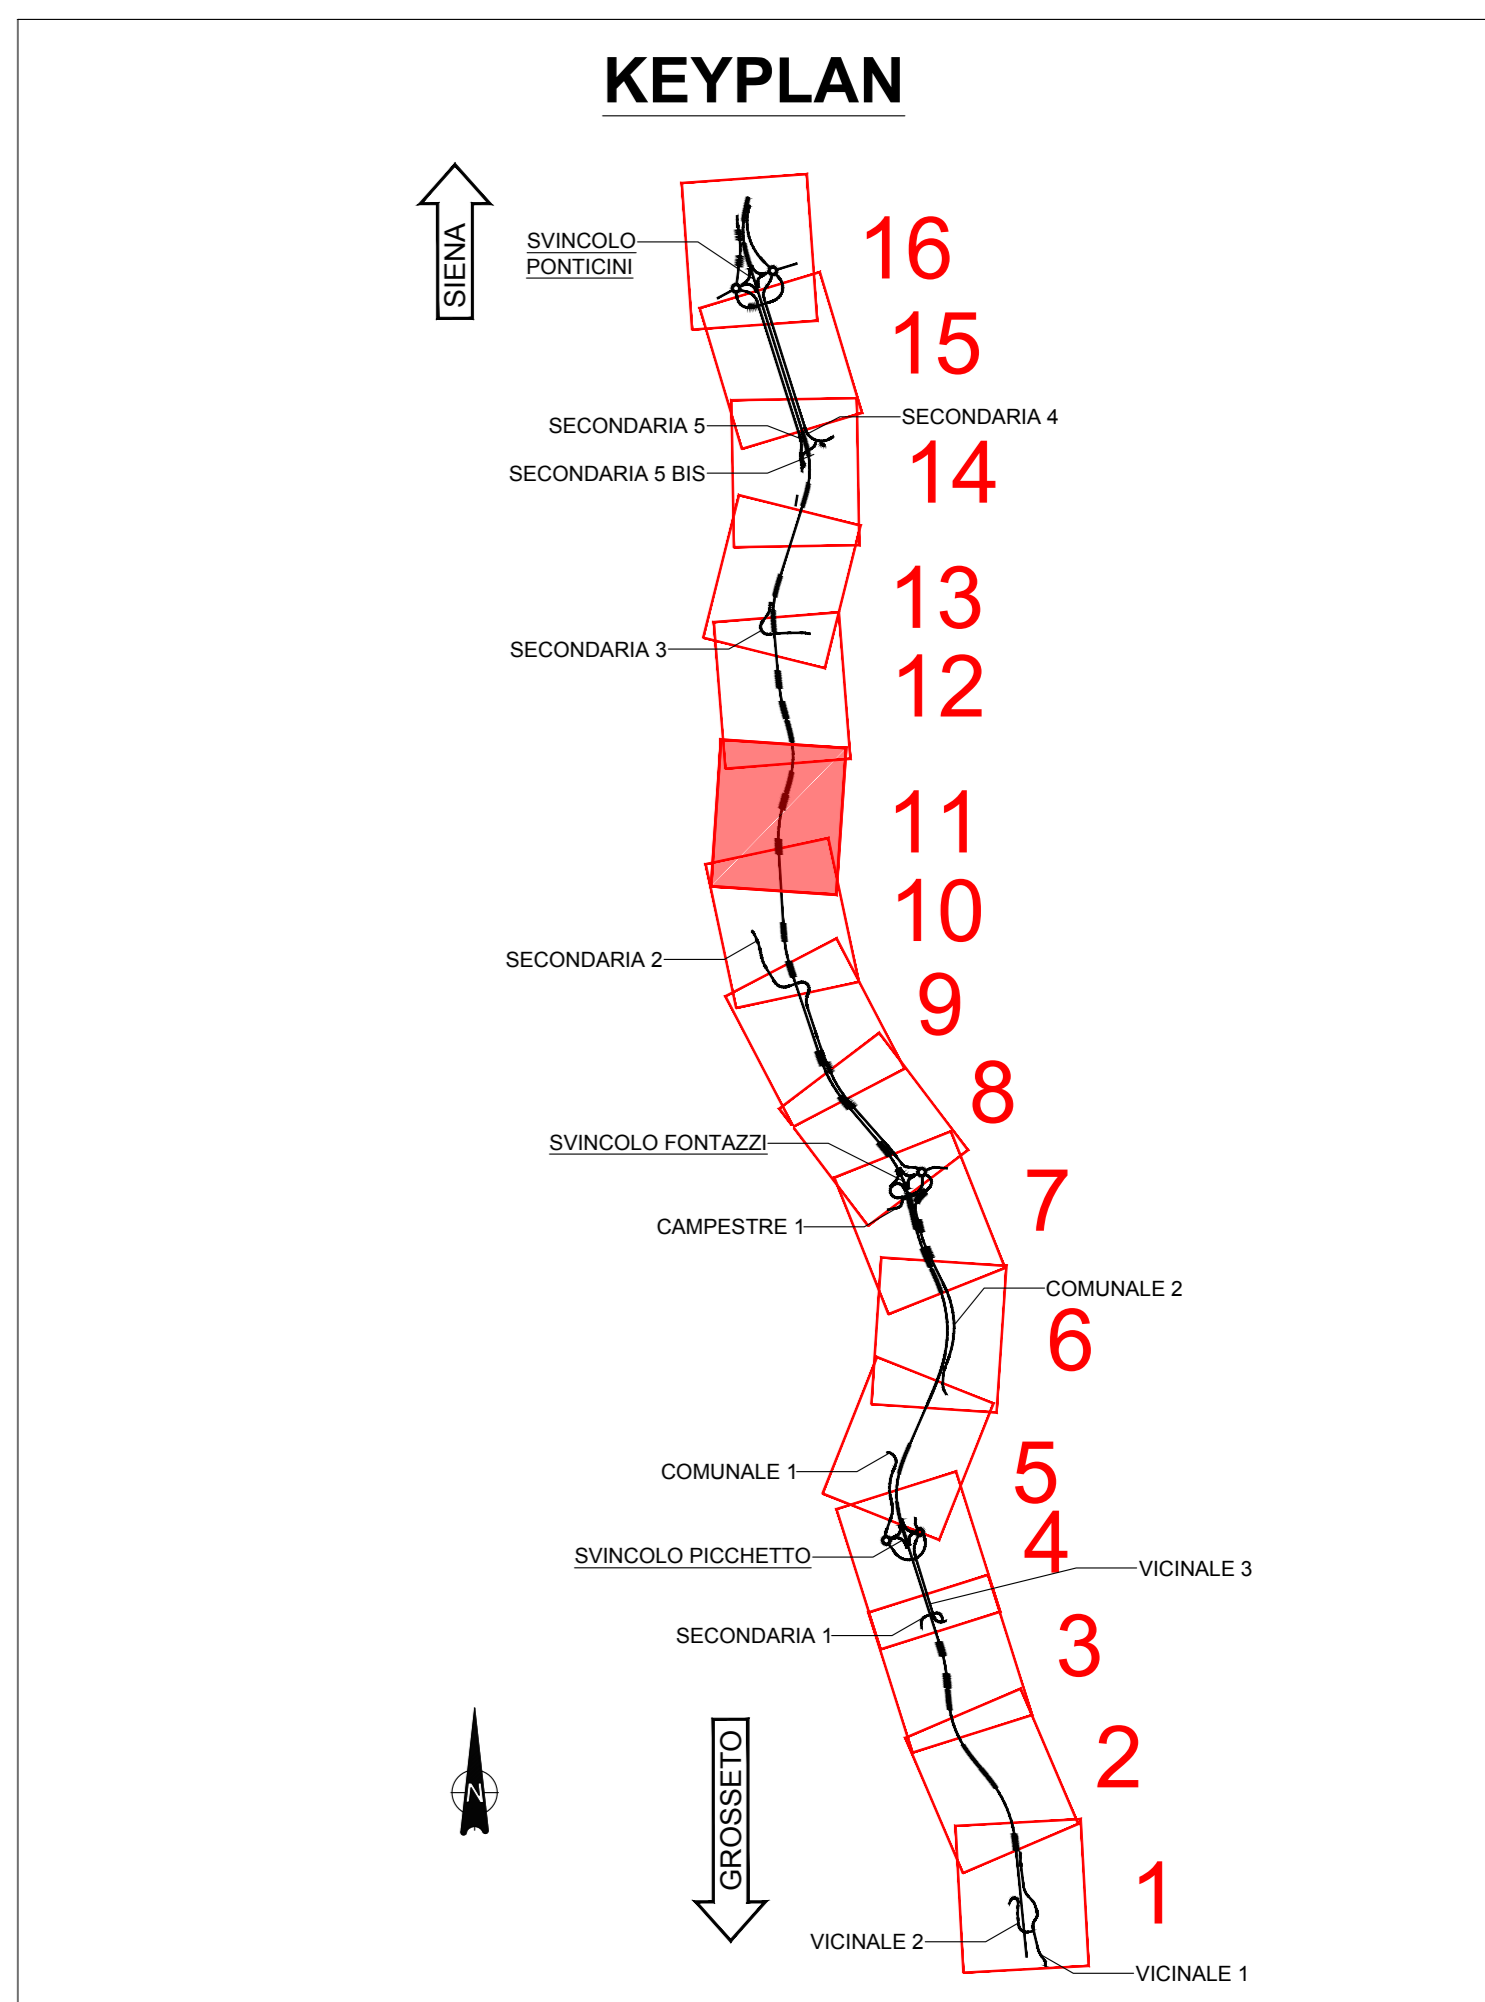 KEYPLAN
SIENA
SVINCOLO
PONTICINI
16
15
SECONDARIA 4
SECONDARIA 5
SECONDARIA 5 BIS
14
13
SECONDARIA 3
12
11
10
SECONDARIA 2
9
8
SVINCOLO FONTAZZI
7
CAMPESTRE 1
COMUNALE 2
6
COMUNALE 1
5
4
SVINCOLO PICCHETTO
VICINALE 3
SECONDARIA 1
3
2
N
GROSSETO
1
VICINALE 2
VICINALE 1